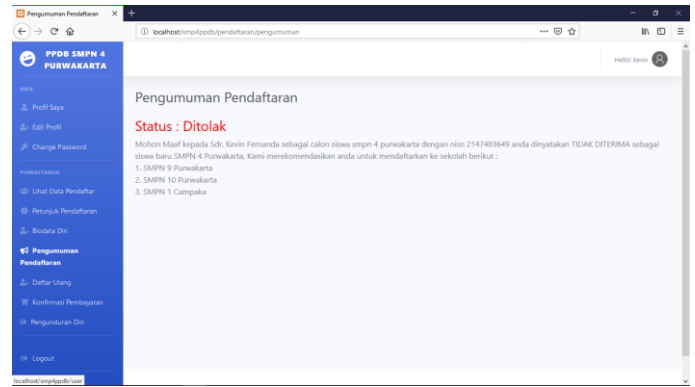 Pengumuman Pendaftaran
localhost/smp4ppdb/pendaftaran/pengumuman
PPDB SMPN 4
PURWAKARTA
Hello! kevin
USER
Profil Saya
Edit Profil
Change Password
PENDAFTARAN
Lihat Data Pendaftar
Petunjuk Pendaftaran
Biodata Diri
Pengumuman
Pendaftaran
Daftar Ulang
Konfirmasi Pembayaran
Pengunduran Diri
Logout
localhost/smp4ppdb/user
Pengumuman Pendaftaran
Status : Ditolak
Mohon Maaf kepada Sdr. Kevin Fernanda sebagai calon siswa smpn 4 purwakarta dengan nisn 2147483649 anda dinyatakan TIDAK DITERIMA sebagai
siswa baru SMPN 4 Purwakarta, Kami merekomendasikan anda untuk mendaftarkan ke sekolah berikut :
1. SMPN 9 Purwakarta
2. SMPN 10 Purwakarta
3. SMPN 1 Campaka